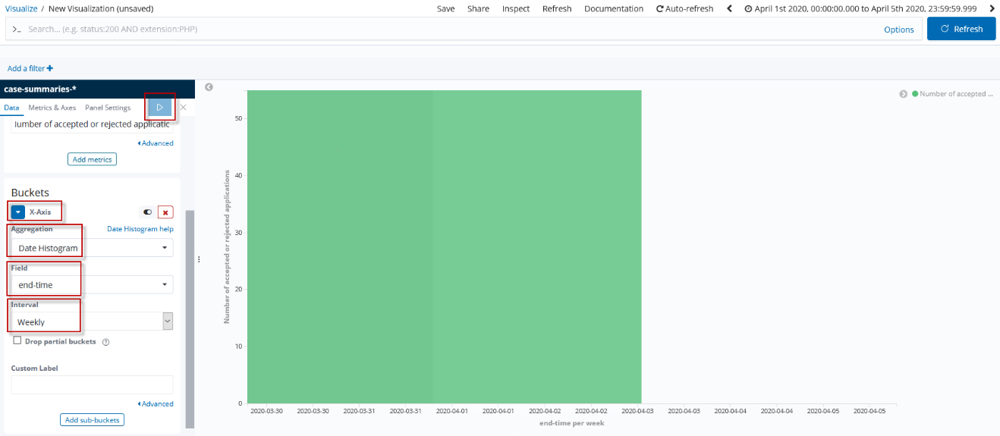 Visualize / New Visualization (unsaved)
Save Share Inspect Refresh Documentation Auto-refresh April 1st 2020, 00:00:00.000 to April 5th 2020, 23:59:59.999
>_ Search... (e.g. status:200 AND extension:PHP) Options Refresh
Add a filter +
case-summaries-*
Data Metrics & Axes Panel Settings
umber of accepted or rejected applicatic
Advanced
Add metrics
Buckets
X-Axis
Aggregation Date Histogram help
Date Histogram
Field
end-time
Interval
Weekly
Drop partial buckets
Custom Label
Advanced
Add sub-buckets
Number of accepted ...
Number of accepted or rejected applications
50
40
30
20
10
0
2020-03-30 2020-03-30 2020-03-31 2020-03-31 2020-04-01 2020-04-01 2020-04-02 2020-04-02 2020-04-03 2020-04-03 2020-04-04 2020-04-04 2020-04-05 2020-04-05
end-time per week